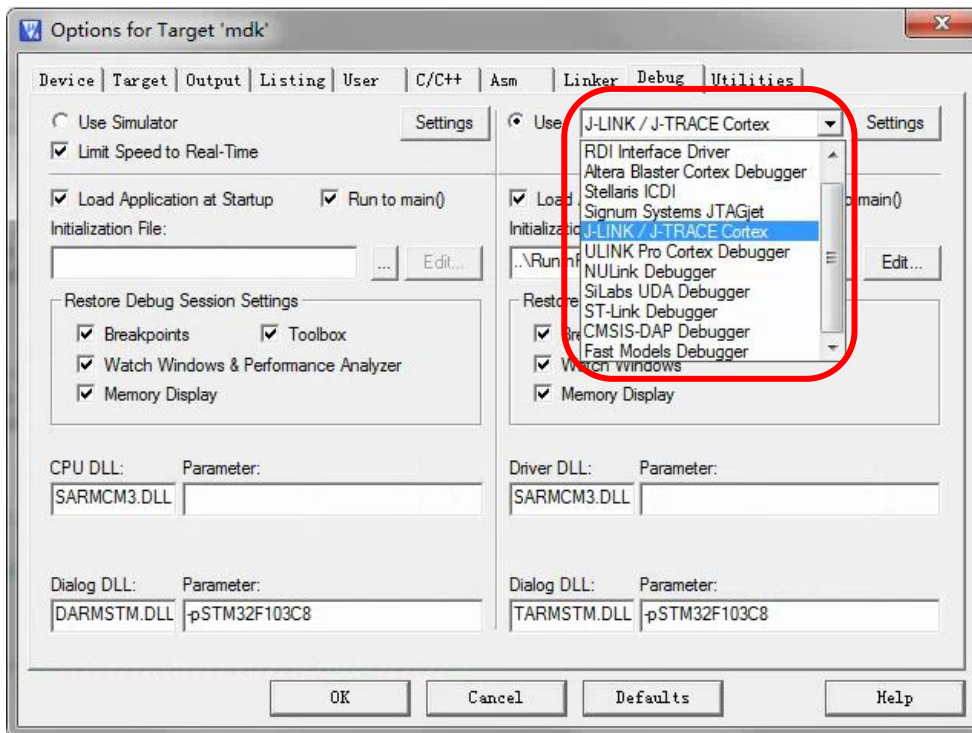 Options for Target 'mdk'
Device Target Output Listing User C/C++ Asm Linker Debug Utilities
Use Simulator
Settings
Limit Speed to Real-Time
Use:
J-LINK / J-TRACE Cortex
Settings
RDI Interface Driver
Altera Blaster Cortex Debugger
Stellaris ICDI
Signum Systems JTAGjet
J-LINK / J-TRACE Cortex
ULINK Pro Cortex Debugger
NULink Debugger
SiLabs UDA Debugger
ST-Link Debugger
CMSIS-DAP Debugger
Fast Models Debugger
Load Application at Startup
Run to main()
Initialization File:
...
Edit...
Load
main()
Edit...
Restore Debug Session Settings
Breakpoints
Toolbox
Watch Windows & Performance Analyzer
Memory Display
Watch Windows
Memory Display
CPU DLL: Parameter:
SARMCM3.DLL
Driver DLL: Parameter:
SARMCM3.DLL
Dialog DLL: Parameter:
DARMSTM.DLL -pSTM32F103C8
Dialog DLL: Parameter:
TARMSTM.DLL -pSTM32F103C8
OK
Cancel
Defaults
Help